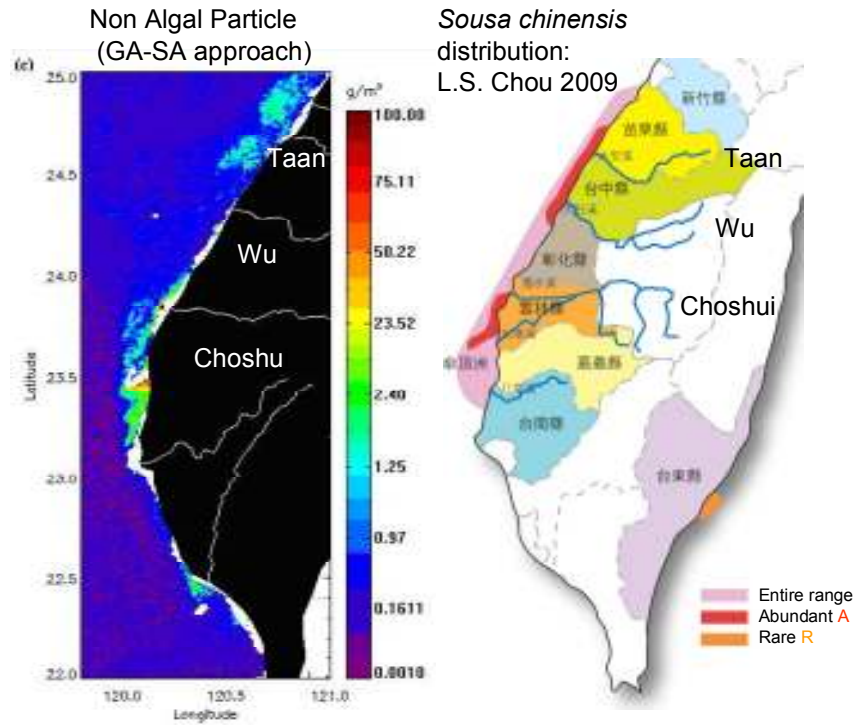 Non Algal Particle
(GA-SA approach)
Sousa chinensis
distribution:
L.S. Chou 2009
(c)
g/m³
25.0
24.5
24.0
23.5
23.0
22.5
22.0
Latitude
120.0
120.5
121.0
Longitude
Taan
Wu
Choshu
100.00
75.11
50.22
23.52
2.40
1.25
0.97
0.1611
0.0010
新竹縣
苗栗縣
Taan
台中縣
Wu
彰化縣
Choshui
雲林縣
嘉義縣
台南縣
台東縣
Entire range
Abundant A
Rare R